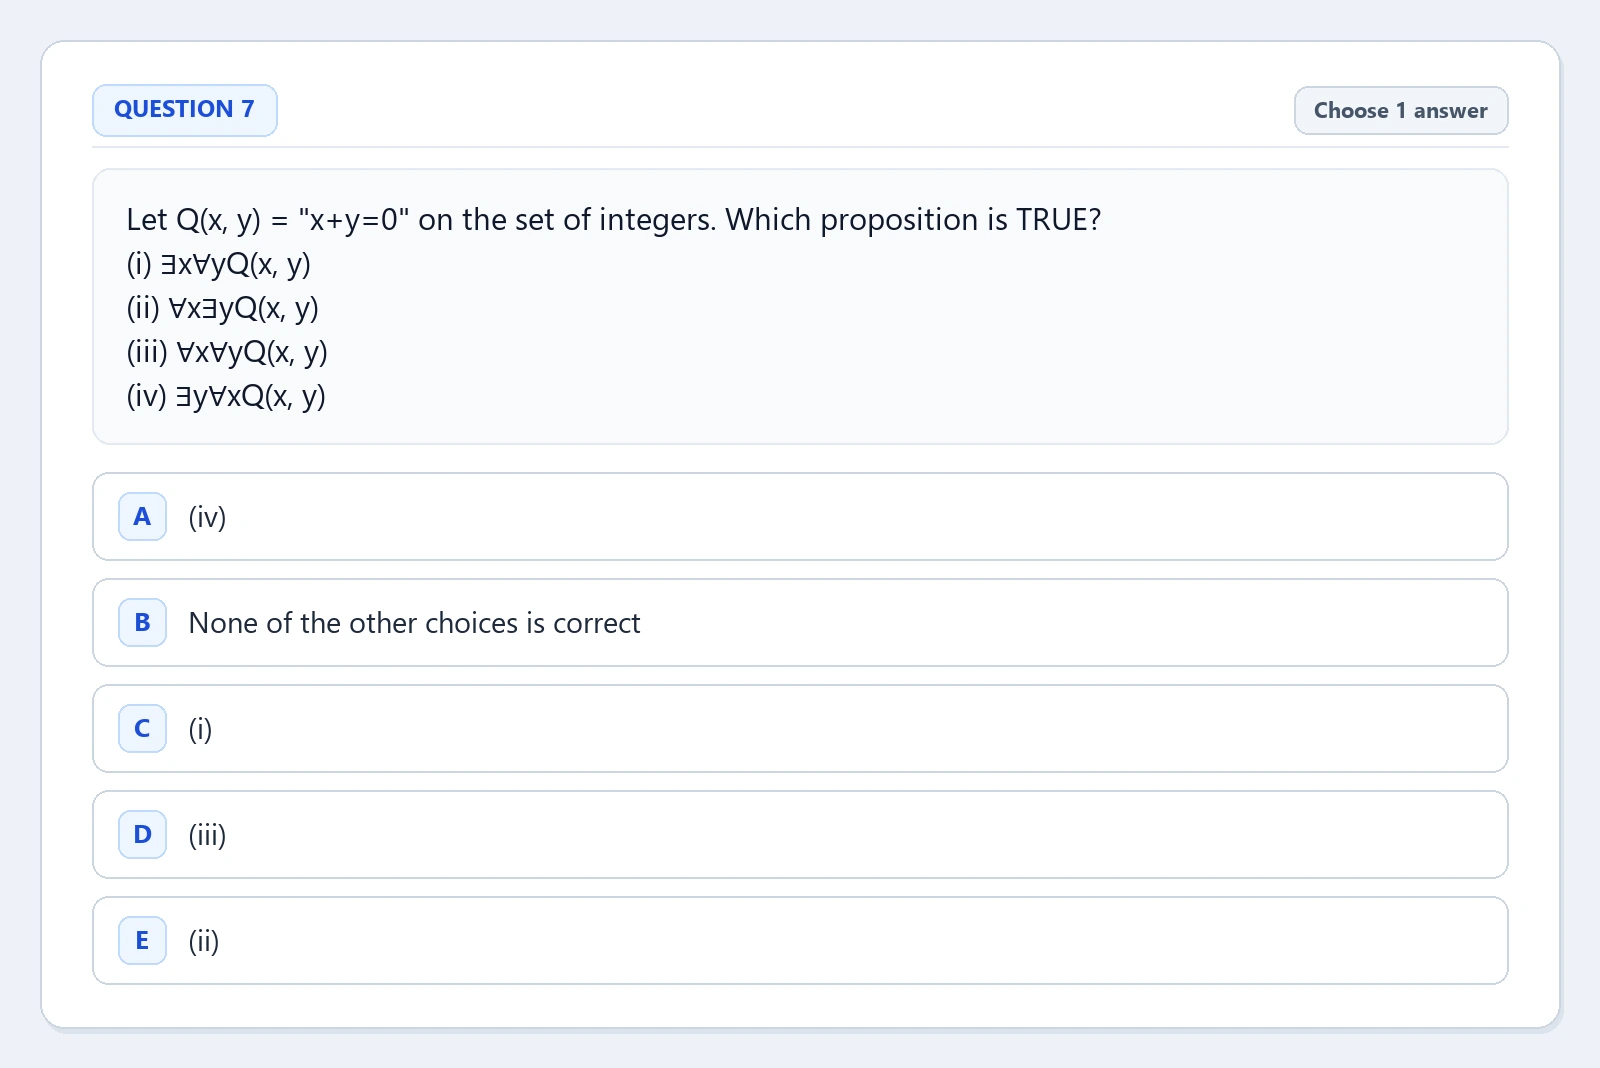 QUESTION 7
Choose 1 answer
Let Q(x, y) = "x+y=0" on the set of integers. Which proposition is TRUE?
(i) ∃x∀yQ(x, y)
(ii) ∀x∃yQ(x, y)
(iii) ∀x∀yQ(x, y)
(iv) ∃y∀xQ(x, y)
A (iv)
B None of the other choices is correct
C (i)
D (iii)
E (ii)